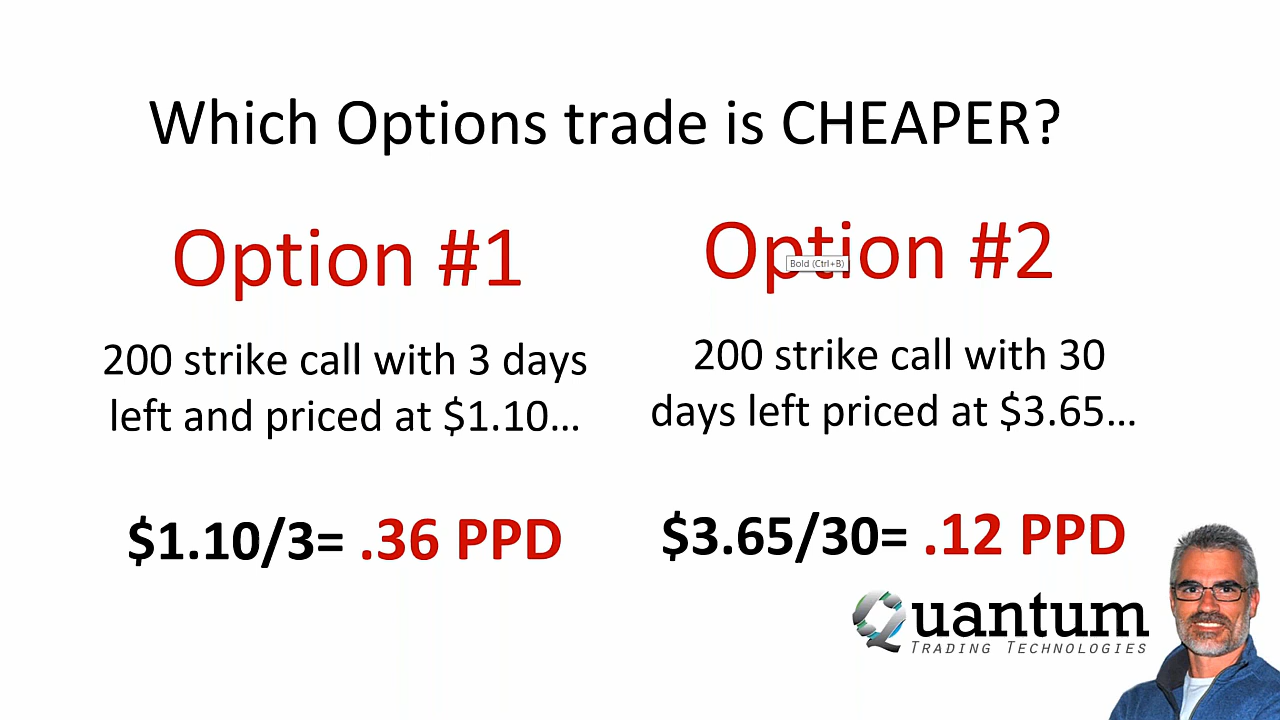 Which Options trade is CHEAPER?
Option #1
200 strike call with 3 days
left and priced at $1.10...
$1.10/3= .36 PPD
Option #2
Bold (Ctrl+B)
200 strike call with 30
days left priced at $3.65...
$3.65/30= .12 PPD
Quantum
TRADING TECHNOLOGIES